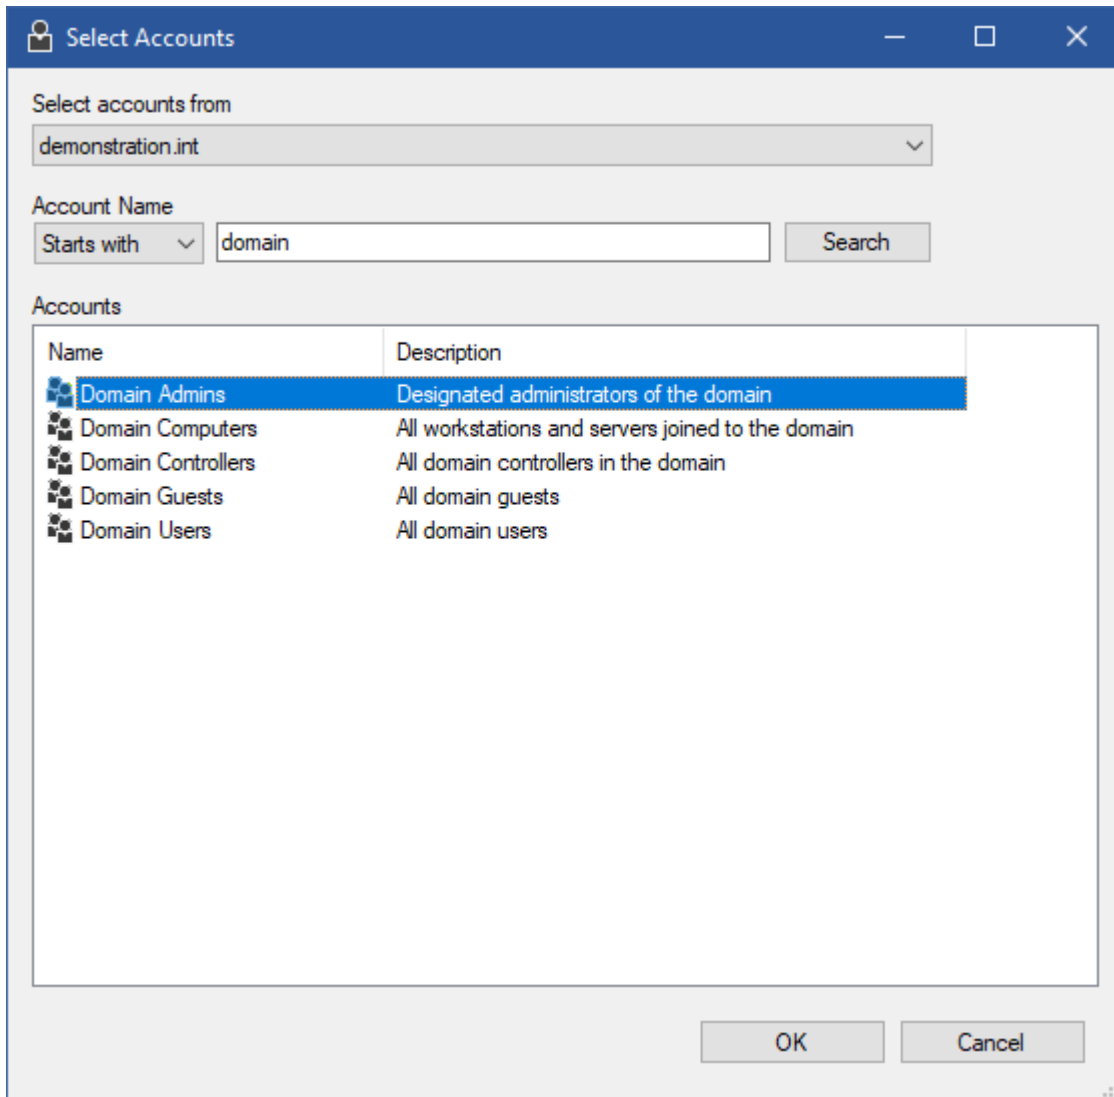 Select Accounts
Select accounts from
demonstration.int
Account Name
Starts with domain Search
Accounts
Name Description
Domain Admins Designated administrators of the domain
Domain Computers All workstations and servers joined to the domain
Domain Controllers All domain controllers in the domain
Domain Guests All domain guests
Domain Users All domain users
OK Cancel